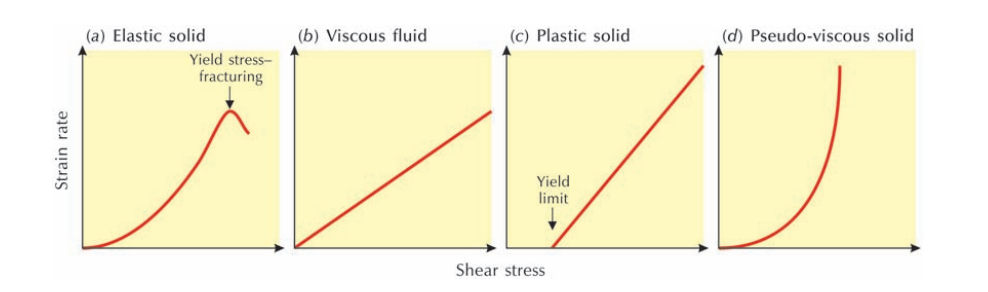 (a) Elastic solid
Yield stress–
fracturing
(b) Viscous fluid
(c) Plastic solid
Yield
limit
(d) Pseudo-viscous solid
Strain rate
Shear stress